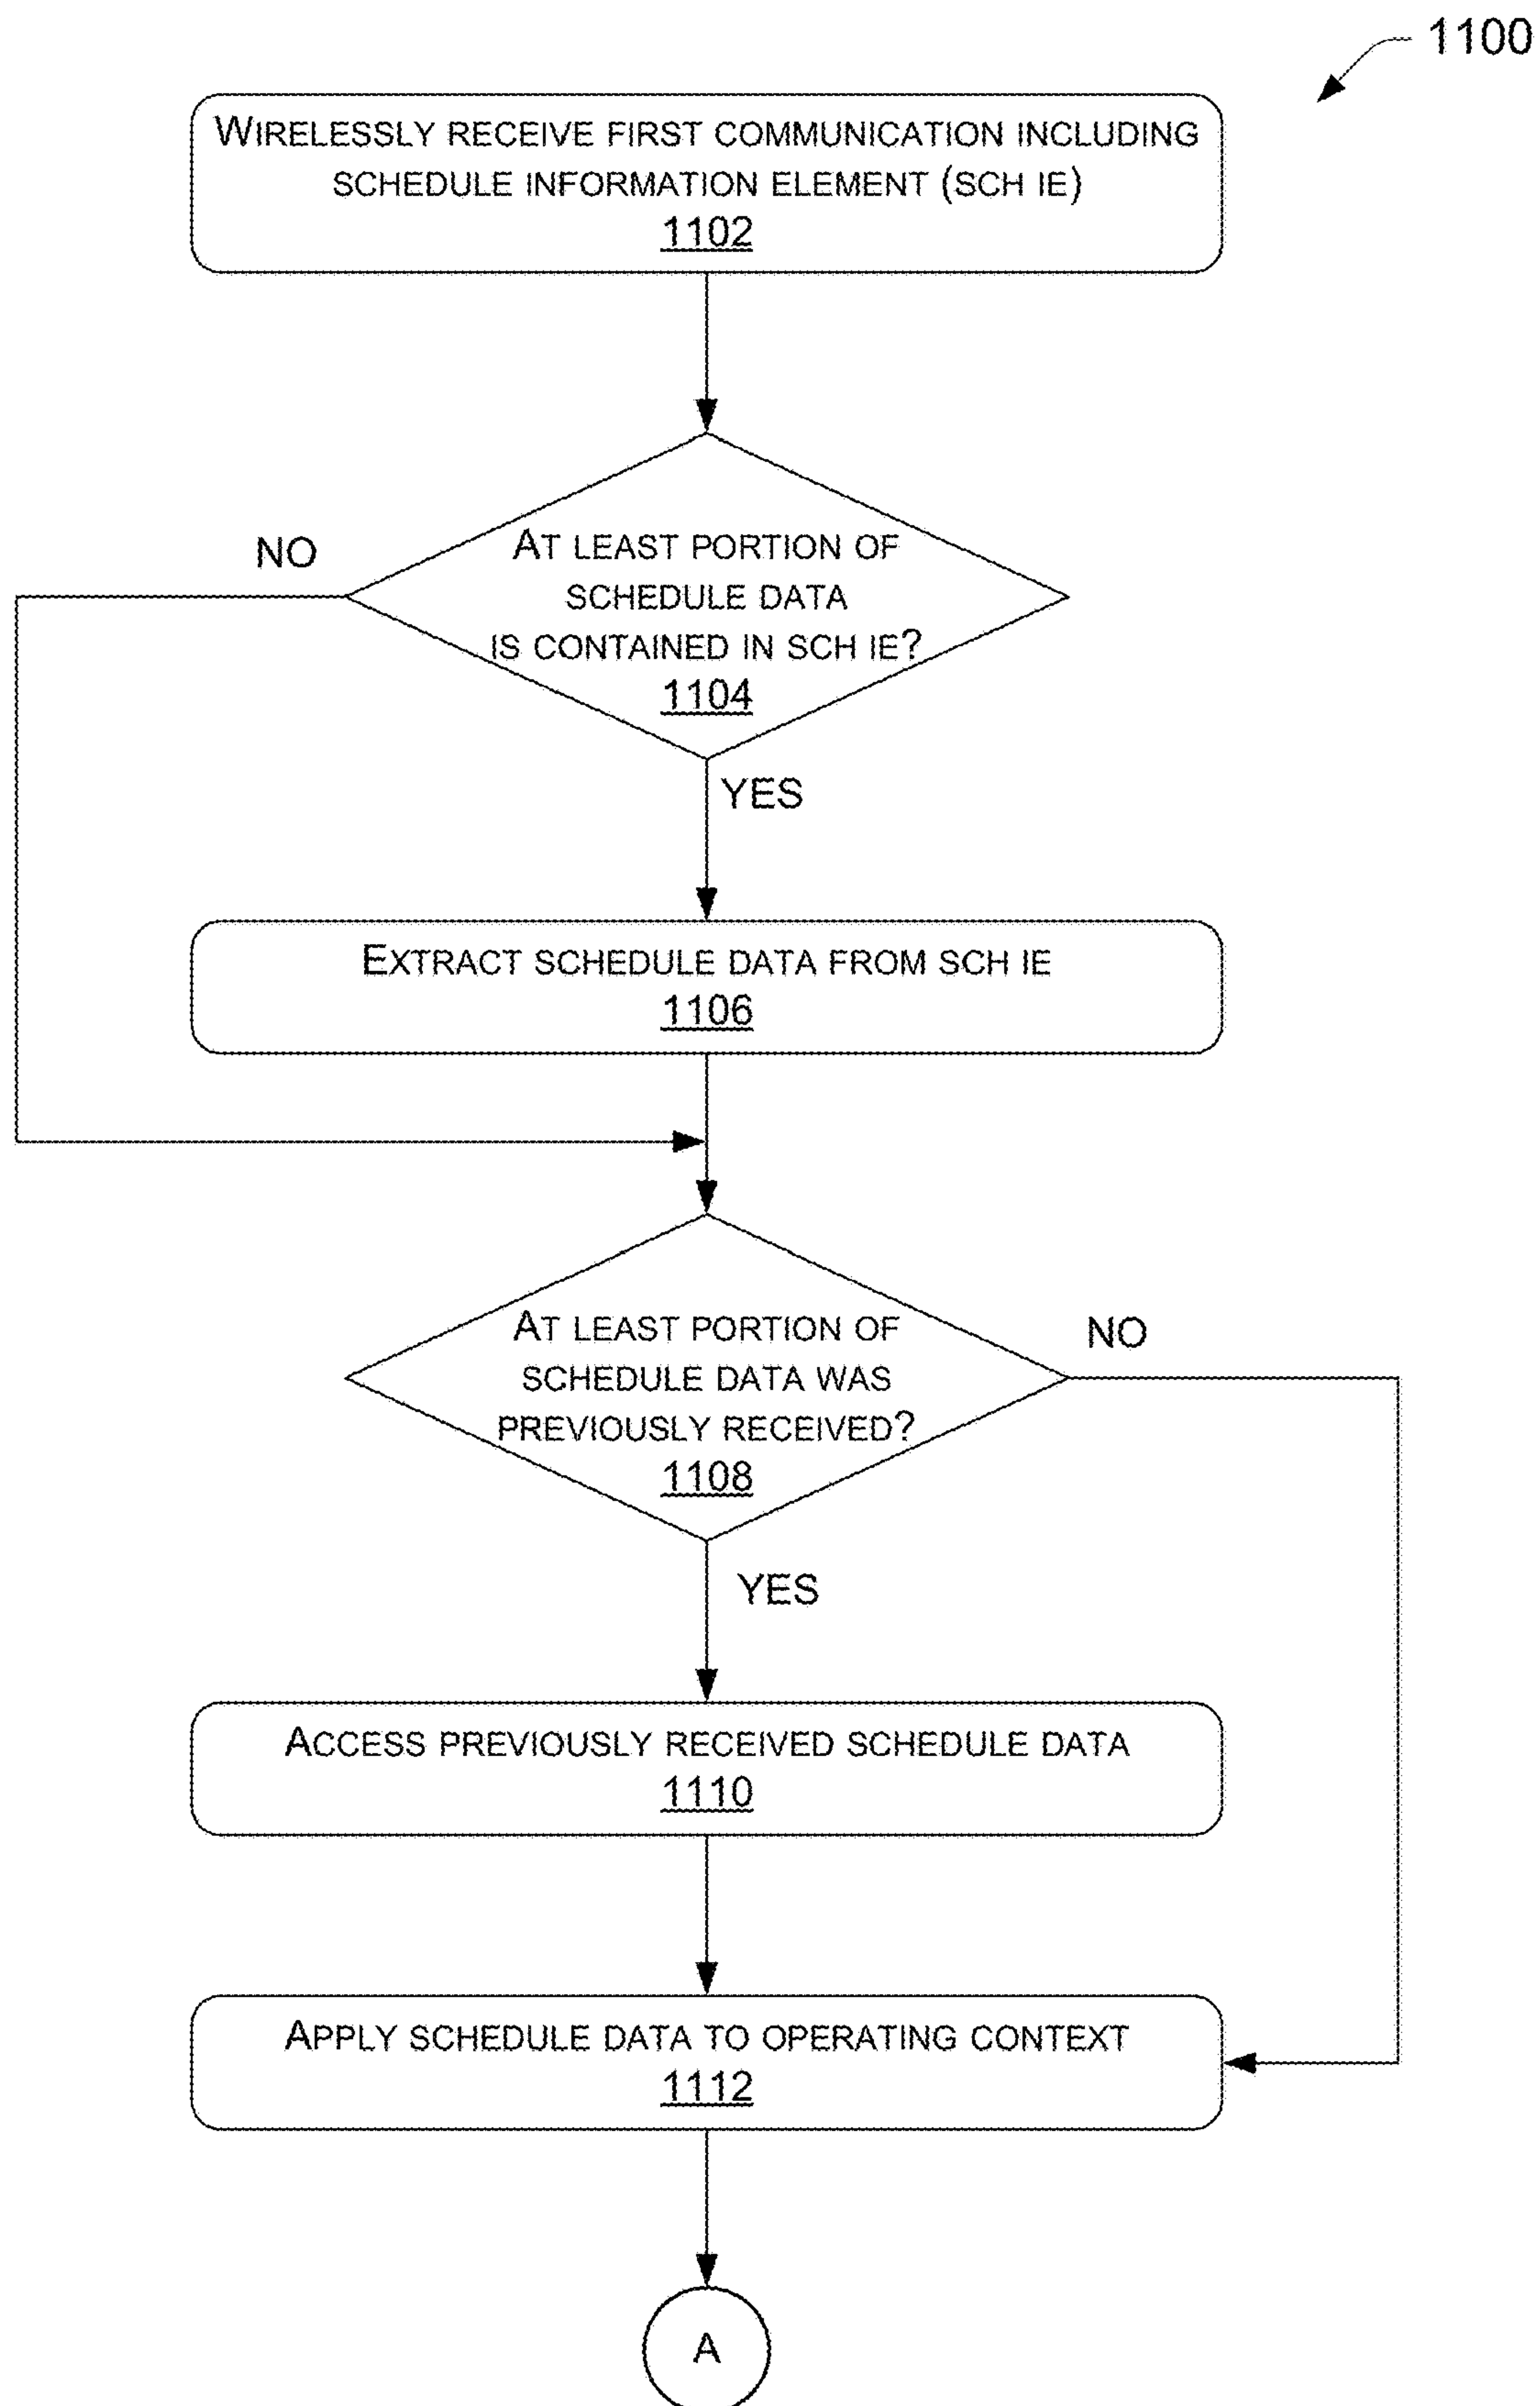 1100
WIRELESSLY RECEIVE FIRST COMMUNICATION INCLUDING
SCHEDULE INFORMATION ELEMENT (SCH IE)
1102
AT LEAST PORTION OF
SCHEDULE DATA
IS CONTAINED IN SCH IE?
1104
NO
YES
EXTRACT SCHEDULE DATA FROM SCH IE
1106
AT LEAST PORTION OF
SCHEDULE DATA WAS
PREVIOUSLY RECEIVED?
1108
NO
YES
ACCESS PREVIOUSLY RECEIVED SCHEDULE DATA
1110
APPLY SCHEDULE DATA TO OPERATING CONTEXT
1112
A